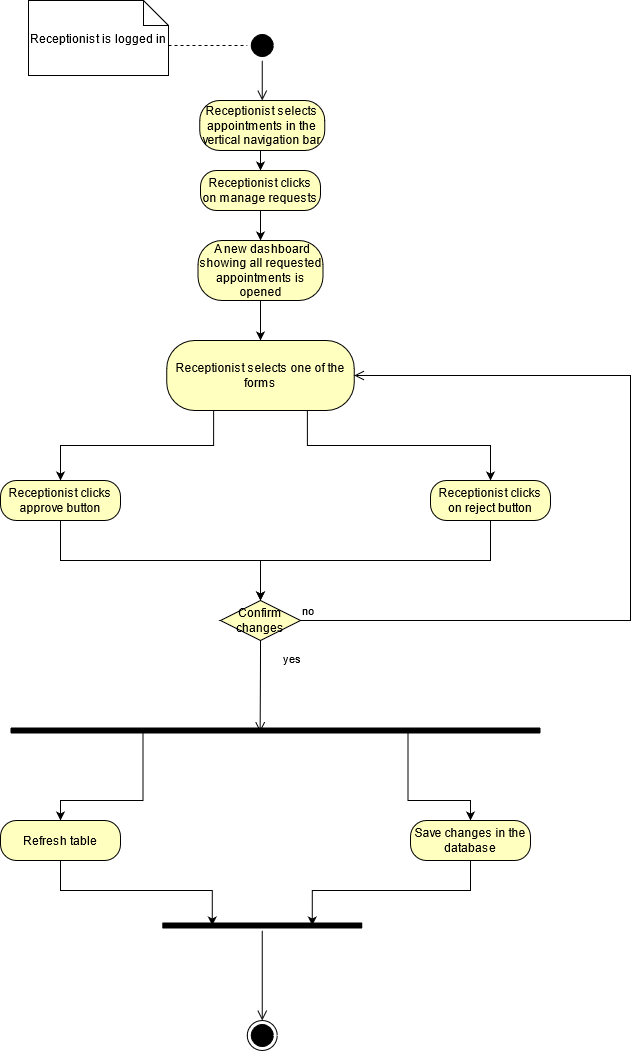 Receptionist is logged in
Receptionist selects
appointments in the
vertical navigation bar
Receptionist clicks
on manage requests
A new dashboard
showing all requested
appointments is
opened
Receptionist selects one of the
forms
Receptionist clicks
approve button
Receptionist clicks
on reject button
Confirm
changes
no
yes
Refresh table
Save changes in the
database